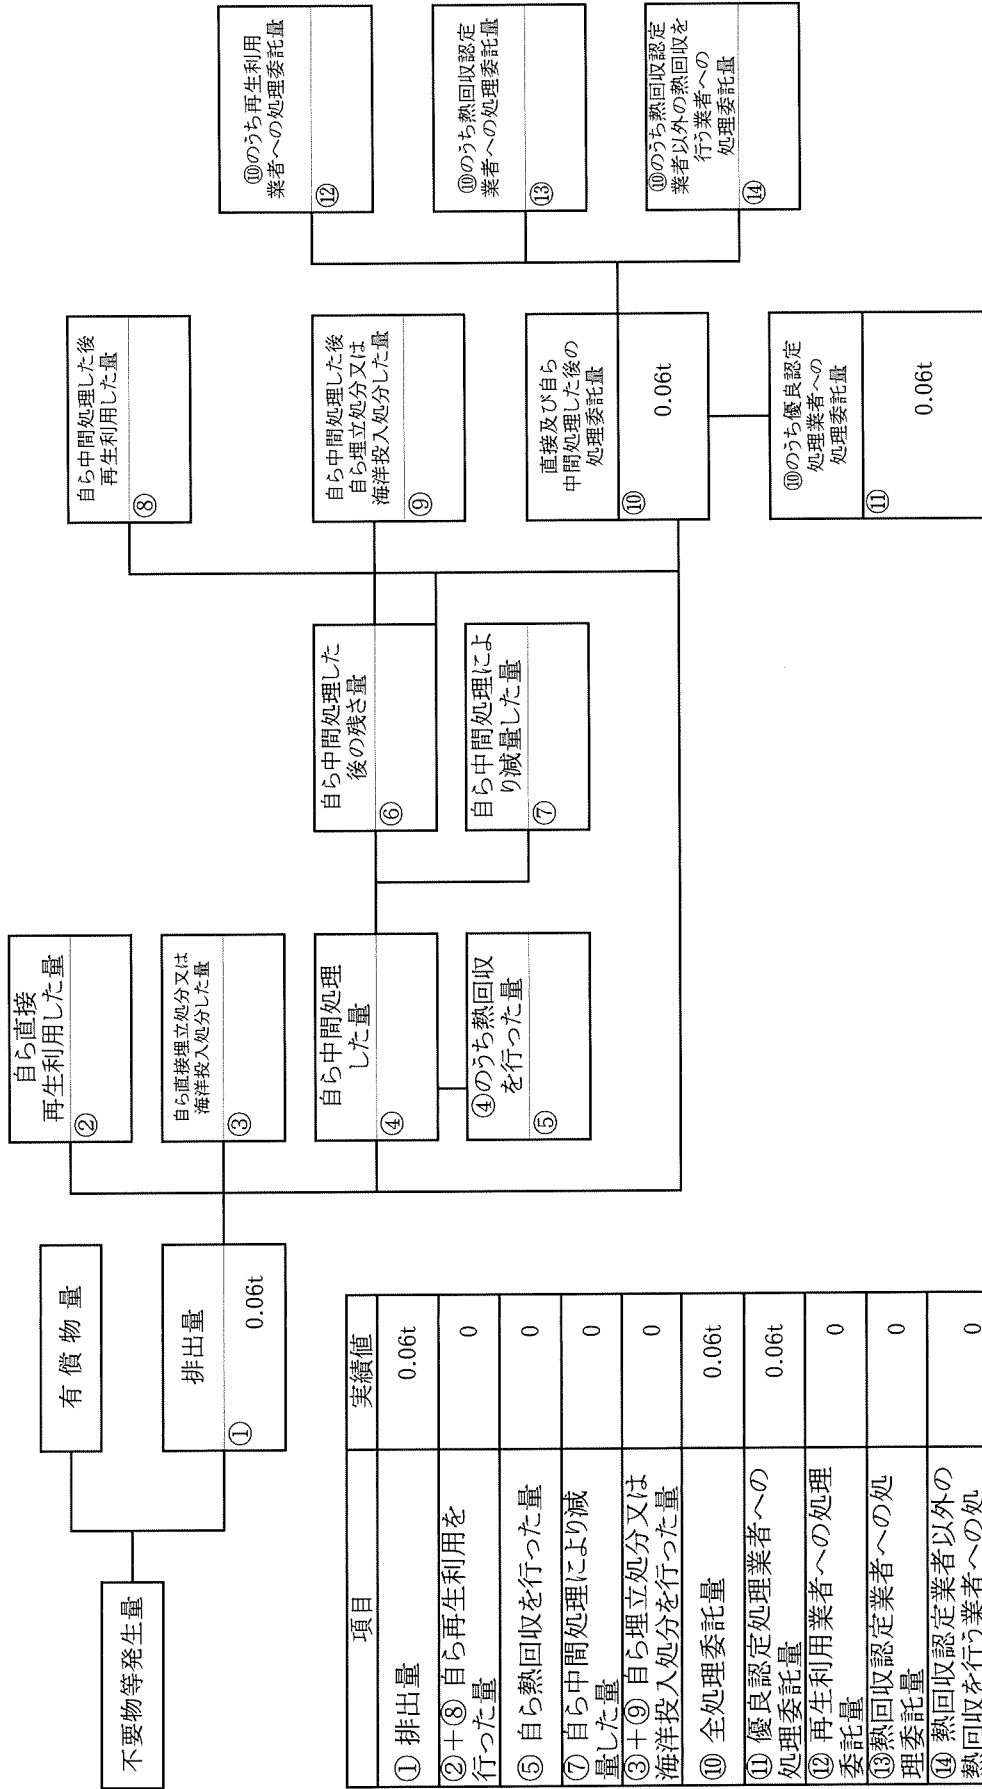 不要物等発生量
有償物量
排出量
①
0.06t
自ら直接
再生利用した量
②
自ら直接埋立処分又は
海洋投入処分した量
③
自ら中間処理
した量
④
④のうち熱回収
を行った量
⑤
自ら中間処理した
後の残さ量
⑥
自ら中間処理によ
り減量した量
⑦
自ら中間処理した後
再生利用した量
⑧
自ら中間処理した後
自ら埋立処分又は
海洋投入処分した量
⑨
直接及び自ら
中間処理した後の
処理委託量
⑩
0.06t
⑩のうち優良認定
処理業者への
処理委託量
⑪
0.06t
⑩のうち再生利用
業者への処理委託量
⑫
⑩のうち熱回収認定
業者への処理委託量
⑬
⑩のうち熱回収認定
業者以外の熱回収を
行う業者への
処理委託量
⑭
項目 実績値
①排出量 0.06t
②+⑧自ら再生利用を
行った量 0
⑤自ら熱回収を行った量 0
⑦自ら中間処理により減
量した量 0
③+⑨自ら埋立処分又は
海洋投入処分を行った量 0
⑩全処理委託量 0.06t
⑪優良認定処理業者への
処理委託量 0.06t
⑫再生利用業者への処理
委託量 0
⑬熱回収認定業者への処
理委託量 0
⑭熱回収認定業者以外の
熱回収を行う業者への処 0